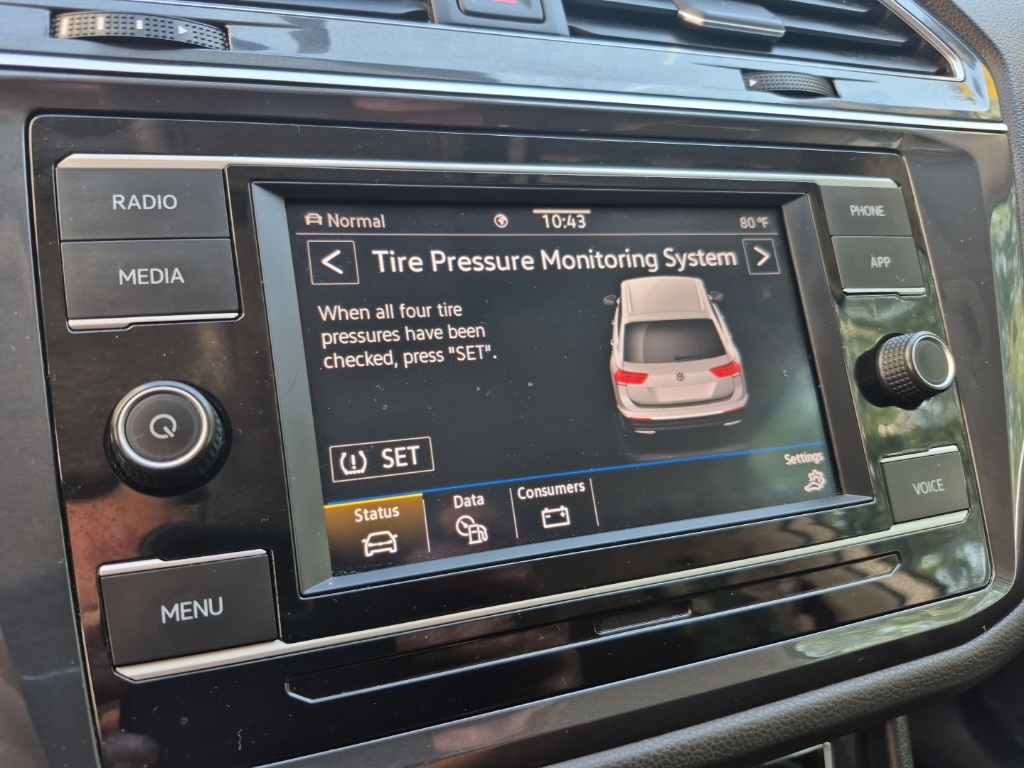 RADIO
MEDIA
MENU
Normal
10:43
80 °F
<
Tire Pressure Monitoring System
>
When all four tire
pressures have been
checked, press "SET".
SET
Status
Data
Consumers
Settings
PHONE
APP
VOICE